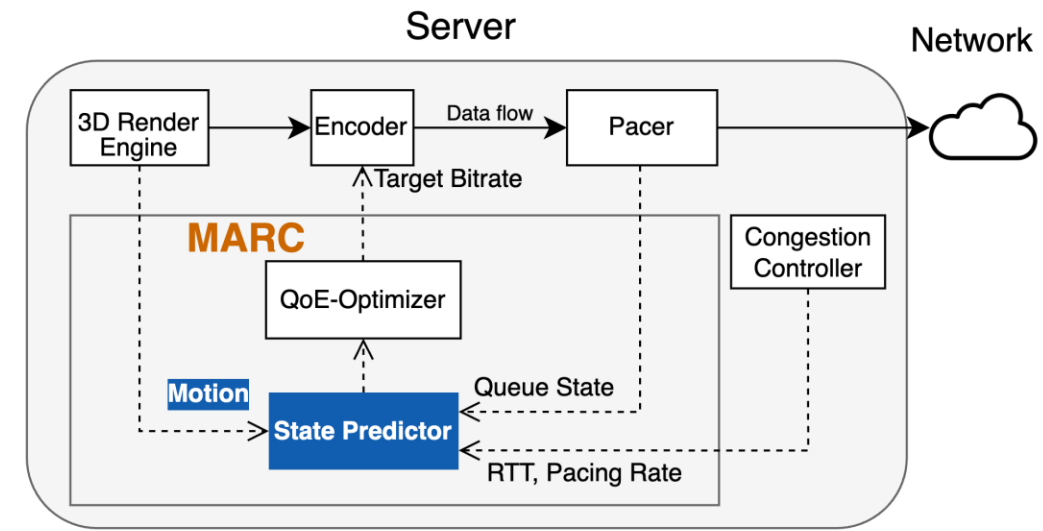 Server
Network
3D Render
Engine
Encoder
Data flow
Pacer
Target Bitrate
MARC
Congestion
Controller
QoE-Optimizer
Motion
Queue State
State Predictor
RTT, Pacing Rate